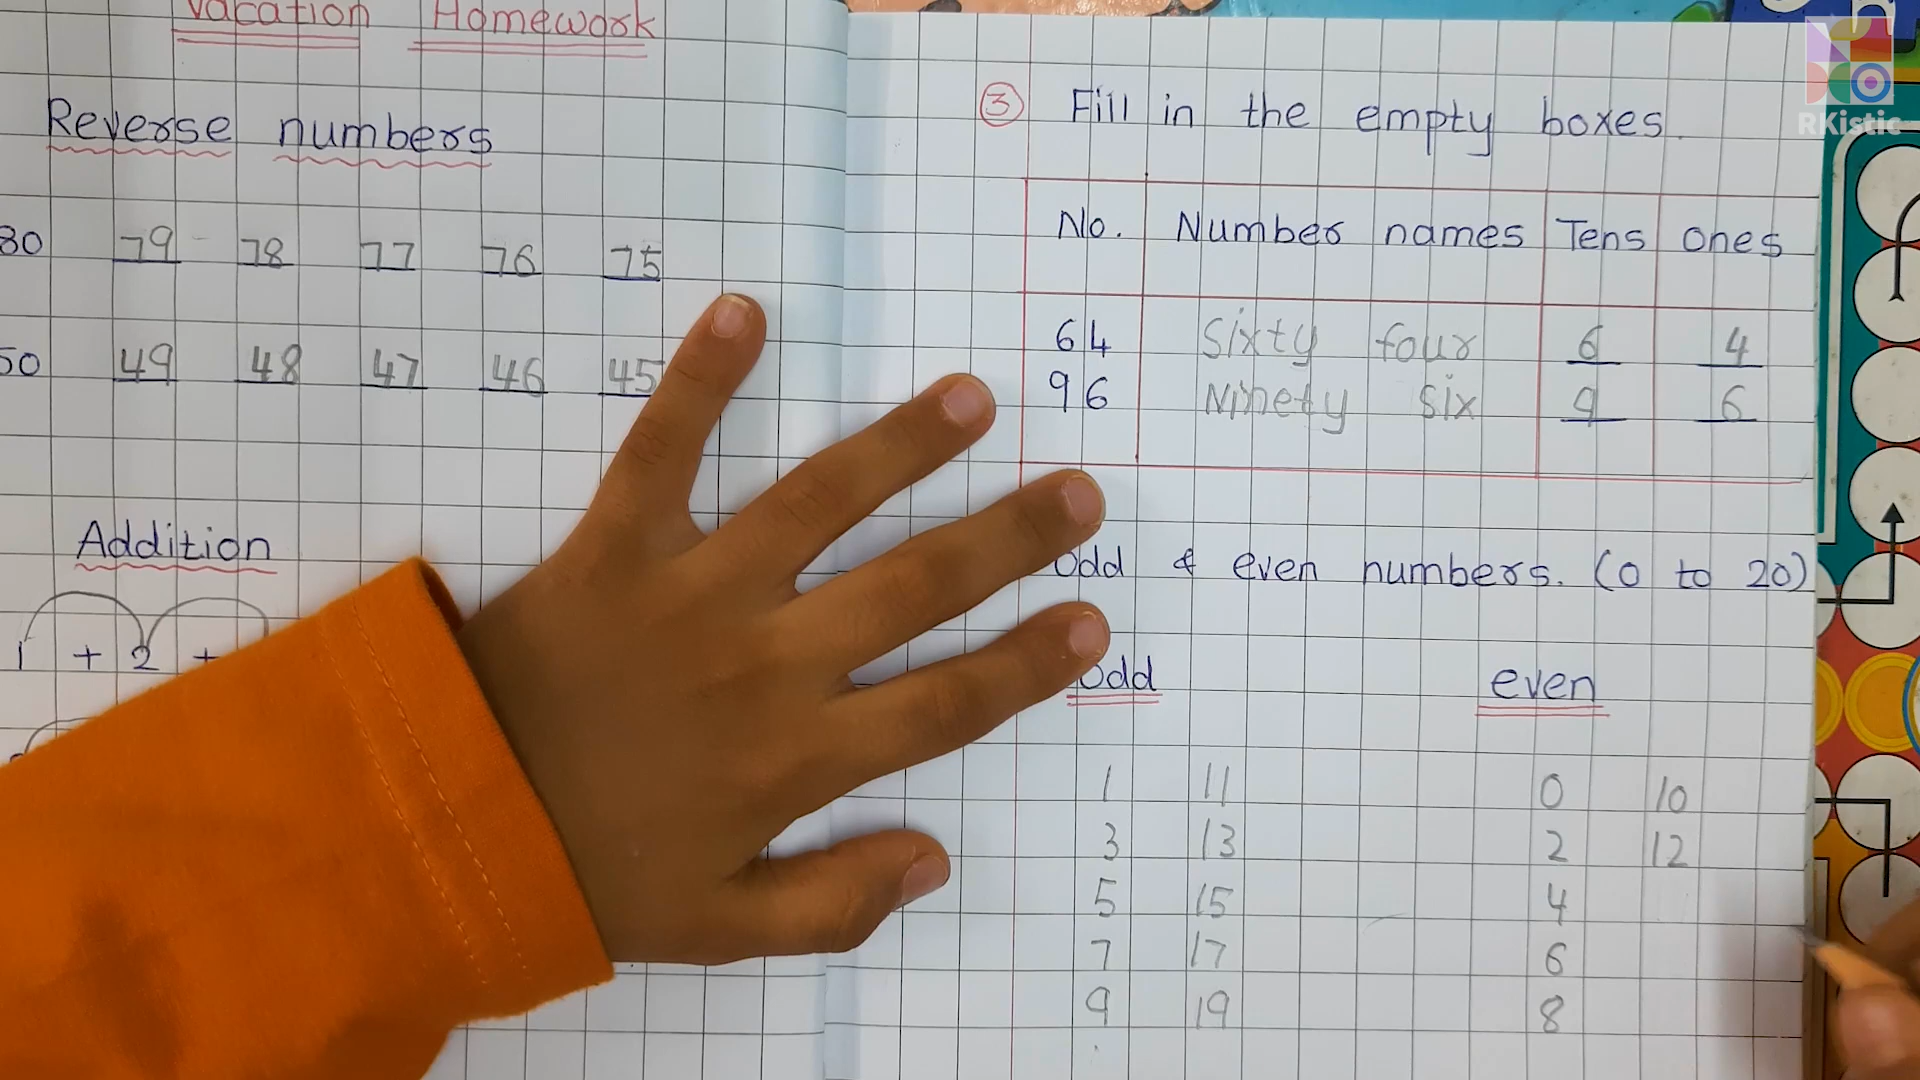 Vacation Homework
Reverse numbers
80 79 78 77 76 75
50 49 48 47 46 45
Addition
1 + 2 +
③ Fill in the empty boxes.
No. Number names Tens ones
64 Sixty four 6 4
96 Ninety six 9 6
Odd & even numbers. (0 to 20)
Odd even
1 11 0 10
3 13 2 12
5 15 4
7 17 6
9 19 8
RKistic